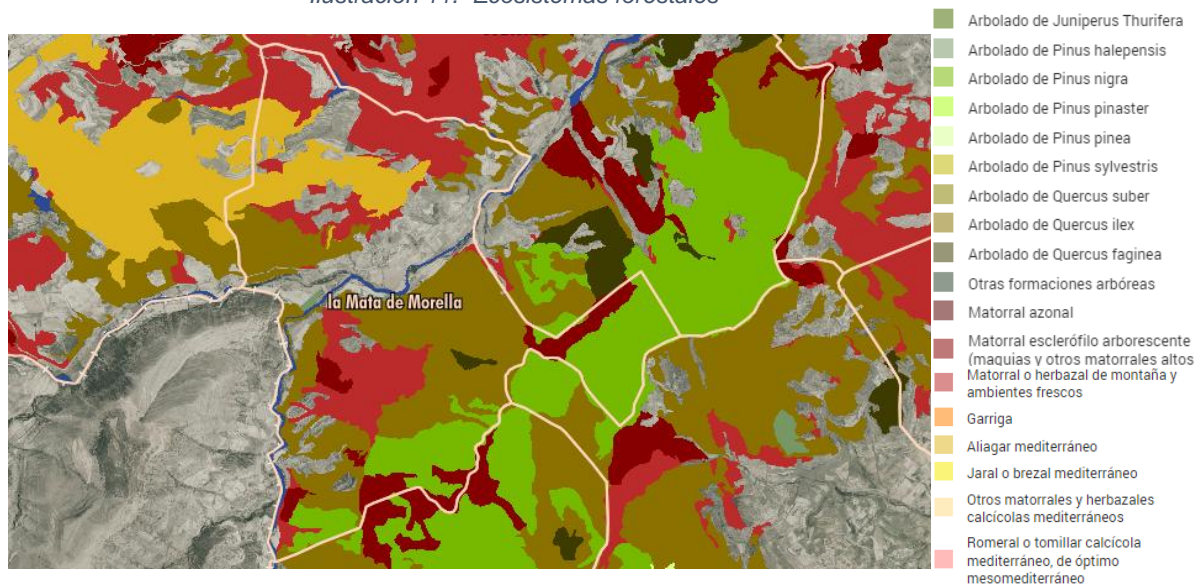 Arbolado de Juniperus Thurifera
Arbolado de Pinus halepensis
Arbolado de Pinus nigra
Arbolado de Pinus pinaster
Arbolado de Pinus pinea
Arbolado de Pinus sylvestris
Arbolado de Quercus suber
Arbolado de Quercus ilex
Arbolado de Quercus faginea
Otras formaciones arbóreas
Matorral azonal
Matorral esclerófilo arborescente
(maquias y otros matorrales altos
Matorral o herbazal de montaña y
ambientes frescos
Garriga
Aliagar mediterráneo
Jaral o brezal mediterráneo
Otros matorrales y herbazales
calcícolas mediterráneos
Romeral o tomillar calcícola
mediterráneo, de óptimo
mesomediterráneo
la Mata de Morella